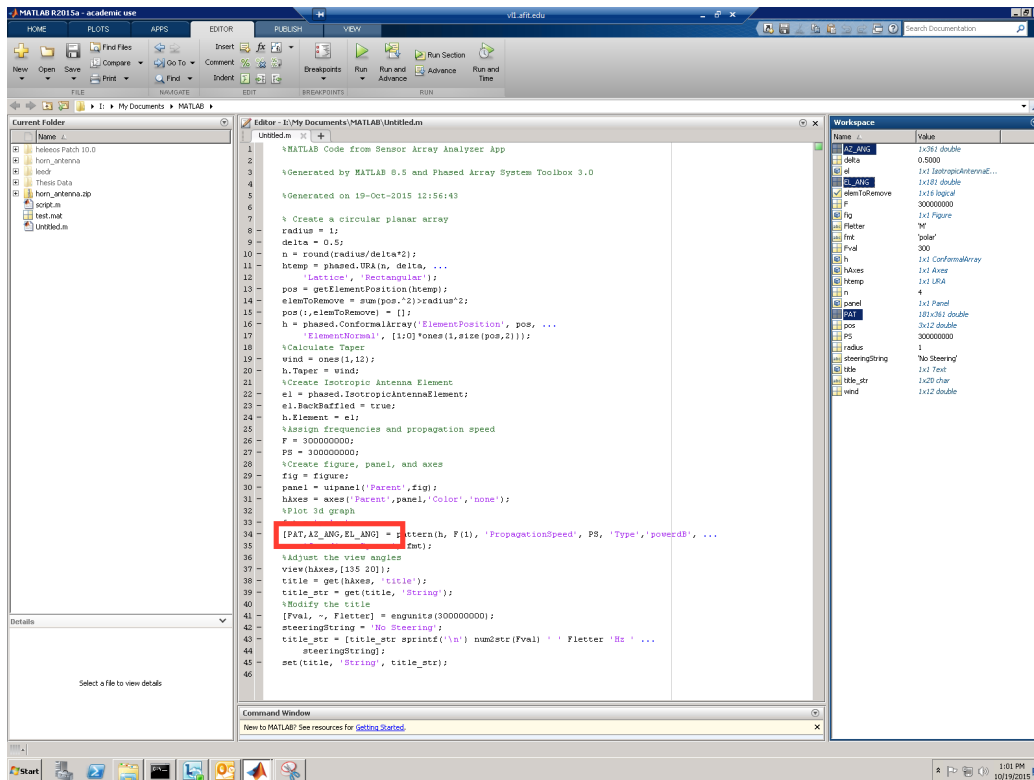 MATLAB R2015a - academic use
vl1.afit.edu
HOME PLOTS APPS EDITOR PUBLISH VIEW
Search Documentation
New Open Save
Find Files
Compare
Print
Go To
Find
Insert
Comment
Indent
Breakpoints
Run
Run and Advance
Run Section
Advance
Run and Time
FILE NAVIGATE EDIT BREAKPOINTS RUN
I: My Documents MATLAB
Current Folder
Name
heleeos Patch 10.0
horn_antenna
leedr
Thesis Data
horn_antenna.zip
script.m
test.mat
Untitled.m
Details
Select a file to view details
Editor - I:\My Documents\MATLAB\Untitled.m
Untitled.m
1 %MATLAB Code from Sensor Array Analyzer App
2
3 %Generated by MATLAB 8.5 and Phased Array System Toolbox 3.0
4
5 %Generated on 19-Oct-2015 12:56:43
6
7 % Create a circular planar array
8 radius = 1;
9 delta = 0.5;
10 n = round(radius/delta*2);
11 htemp = phased.URA(n, delta, ...
12 'Lattice', 'Rectangular');
13 pos = getElementPosition(htemp);
14 elemToRemove = sum(pos.^2)>radius^2;
15 pos(:,elemToRemove) = [];
16 h = phased.ConformalArray('ElementPosition', pos, ...
17 'ElementNormal', [1;0]*ones(1,size(pos,2)));
18 %Calculate Taper
19 wind = ones(1,12);
20 h.Taper = wind;
21 %Create Isotropic Antenna Element
22 el = phased.IsotropicAntennaElement;
23 el.BackBaffled = true;
24 h.Element = el;
25 %Assign frequencies and propagation speed
26 F = 300000000;
27 PS = 300000000;
28 %Create figure, panel, and axes
29 fig = figure;
30 panel = uipanel('Parent',fig);
31 hAxes = axes('Parent',panel,'Color','none');
32 %Plot 3d graph
33
34 [PAT,AZ_ANG,EL_ANG] = pattern(h, F(1), 'PropagationSpeed', PS, 'Type','powerdB', ...
35 fmt);
36 %Adjust the view angles
37 view(hAxes,[135 20]);
38 title = get(hAxes, 'title');
39 title_str = get(title, 'String');
40 %Modify the title
41 [Fval, ~, Fletter] = engunits(300000000);
42 steeringString = 'No Steering';
43 title_str = [title_str sprintf('\n') num2str(Fval) ' ' Fletter 'Hz ' ...
44 steeringString];
45 set(title, 'String', title_str);
46
Command Window
New to MATLAB? See resources for Getting Started.
Workspace
Name Value
AZ_ANG 1x361 double
delta 0.5000
el 1x1 IsotropicAntennaE...
EL_ANG 1x181 double
elemToRemove 1x16 logical
F 300000000
fig 1x1 Figure
Fletter 'M'
fmt 'polar'
Fval 300
h 1x1 ConformalArray
hAxes 1x1 Axes
htemp 1x1 URA
n 4
panel 1x1 Panel
PAT 181x361 double
pos 3x12 double
PS 300000000
radius 1
steeringString 'No Steering'
title 1x1 Text
title_str 1x20 char
wind 1x12 double
Start
1:01 PM
10/19/2015